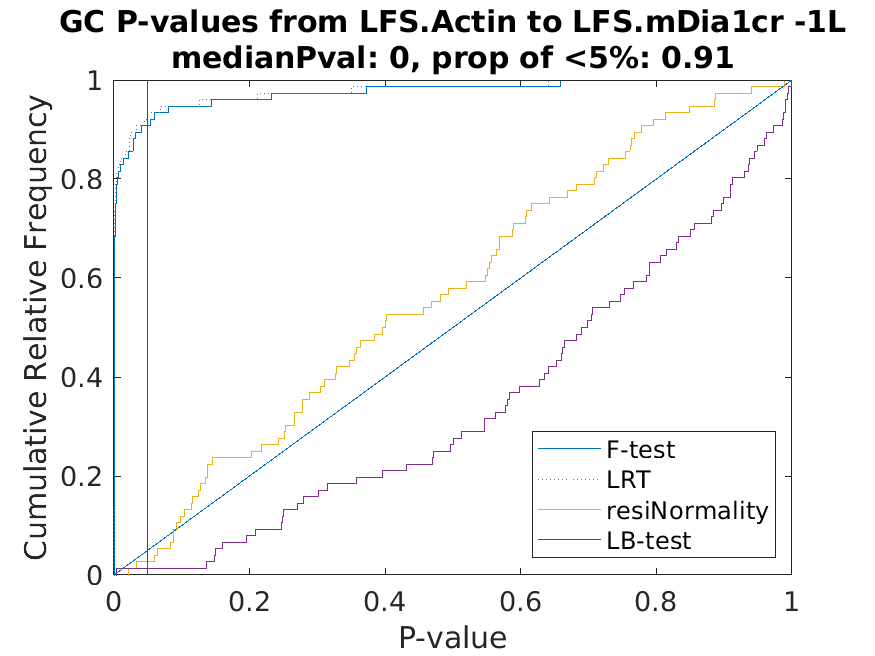 GC P-values from LFS.Actin to LFS.mDia1cr -1L
medianPval: 0, prop of <5%: 0.91
1
0.8
0.6
0.4
0.2
0
Cumulative Relative Frequency
F-test
LRT
resiNormality
LB-test
0 0.2 0.4 0.6 0.8 1
P-value